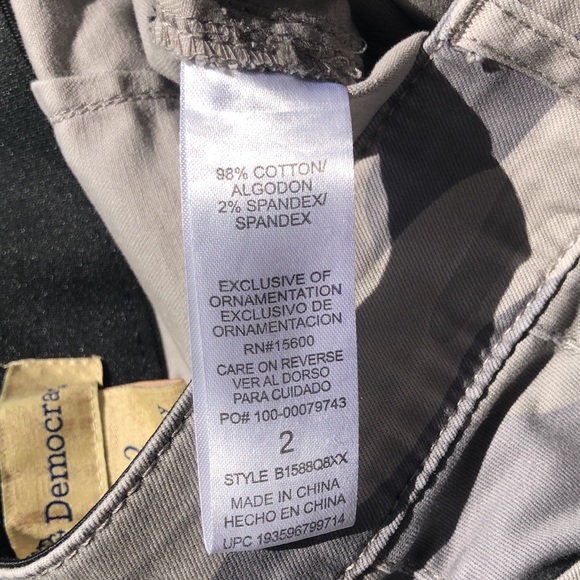 98% COTTON/
ALGODON
2% SPANDEX/
SPANDEX
EXCLUSIVE OF
ORNAMENTATION
EXCLUSIVO DE
ORNAMENTACION
RN#15600
CARE ON REVERSE
VER AL DORSO
PARA CUIDADO
PO# 100-00079743
2
STYLE B1588Q8XX
MADE IN CHINA
HECHO EN CHINA
UPC 193596799714
& Democra
2